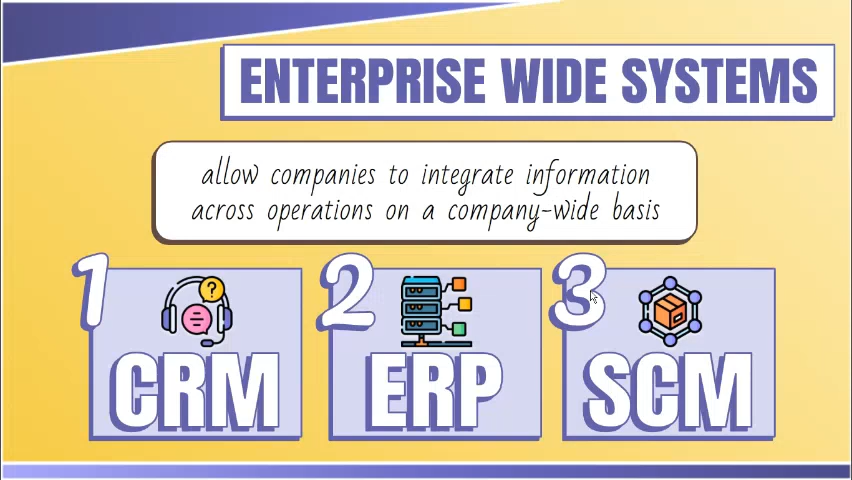 ENTERPRISE WIDE SYSTEMS
allow companies to integrate information
across operations on a company-wide basis
1
?
CRM
2
ERP
3
SCM